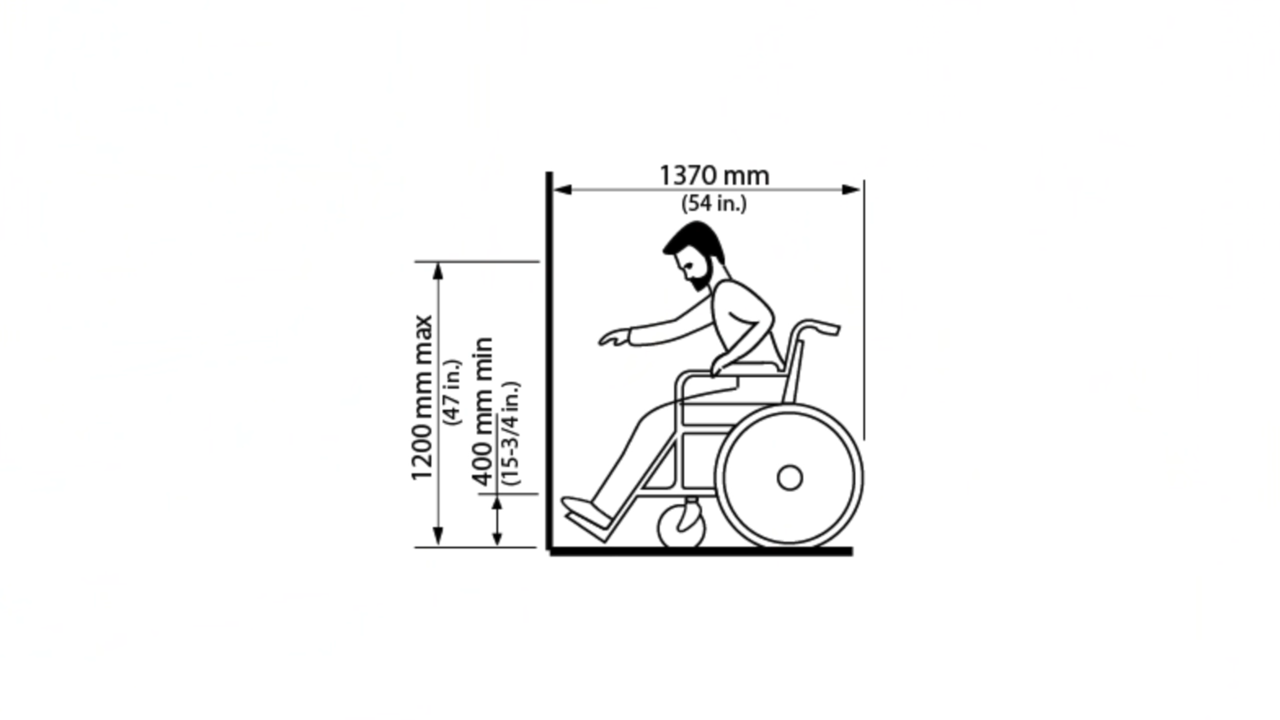 1370 mm
(54 in.)
1200 mm max
(47 in.)
400 mm min
(15-3/4 in.)